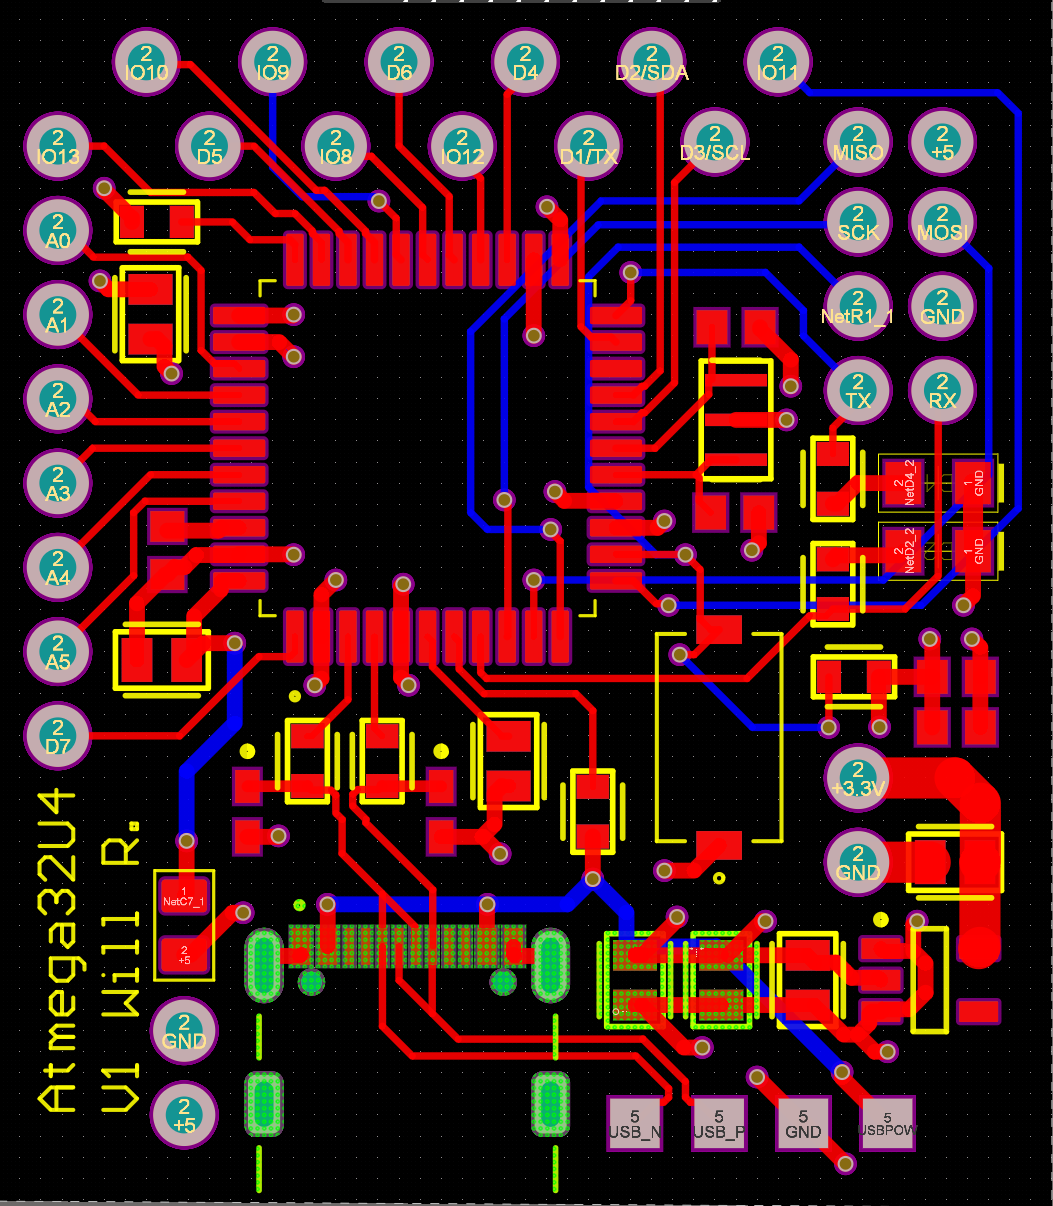 2
IO10
2
IO9
2
D6
2
D4
2
D2/SDA
2
IO11
2
IO13
2
D5
2
IO8
2
IO12
2
D1/TX
2
D3/SCL
2
MISO
2
+5
2
A0
2
SCK
2
MOSI
2
A1
2
NetR1_1
2
GND
2
A2
2
TX
2
RX
2
A3
2
NetD4_2
1
GND
2
NetD2_2
1
GND
2
A4
2
A5
2
D7
2
+3.3V
2
GND
Atmega32U4
V1 Will R.
1
NetC7_1
2
+5
2
GND
2
+5
5
USB_N
5
USB_P
5
GND
5
USBPOW